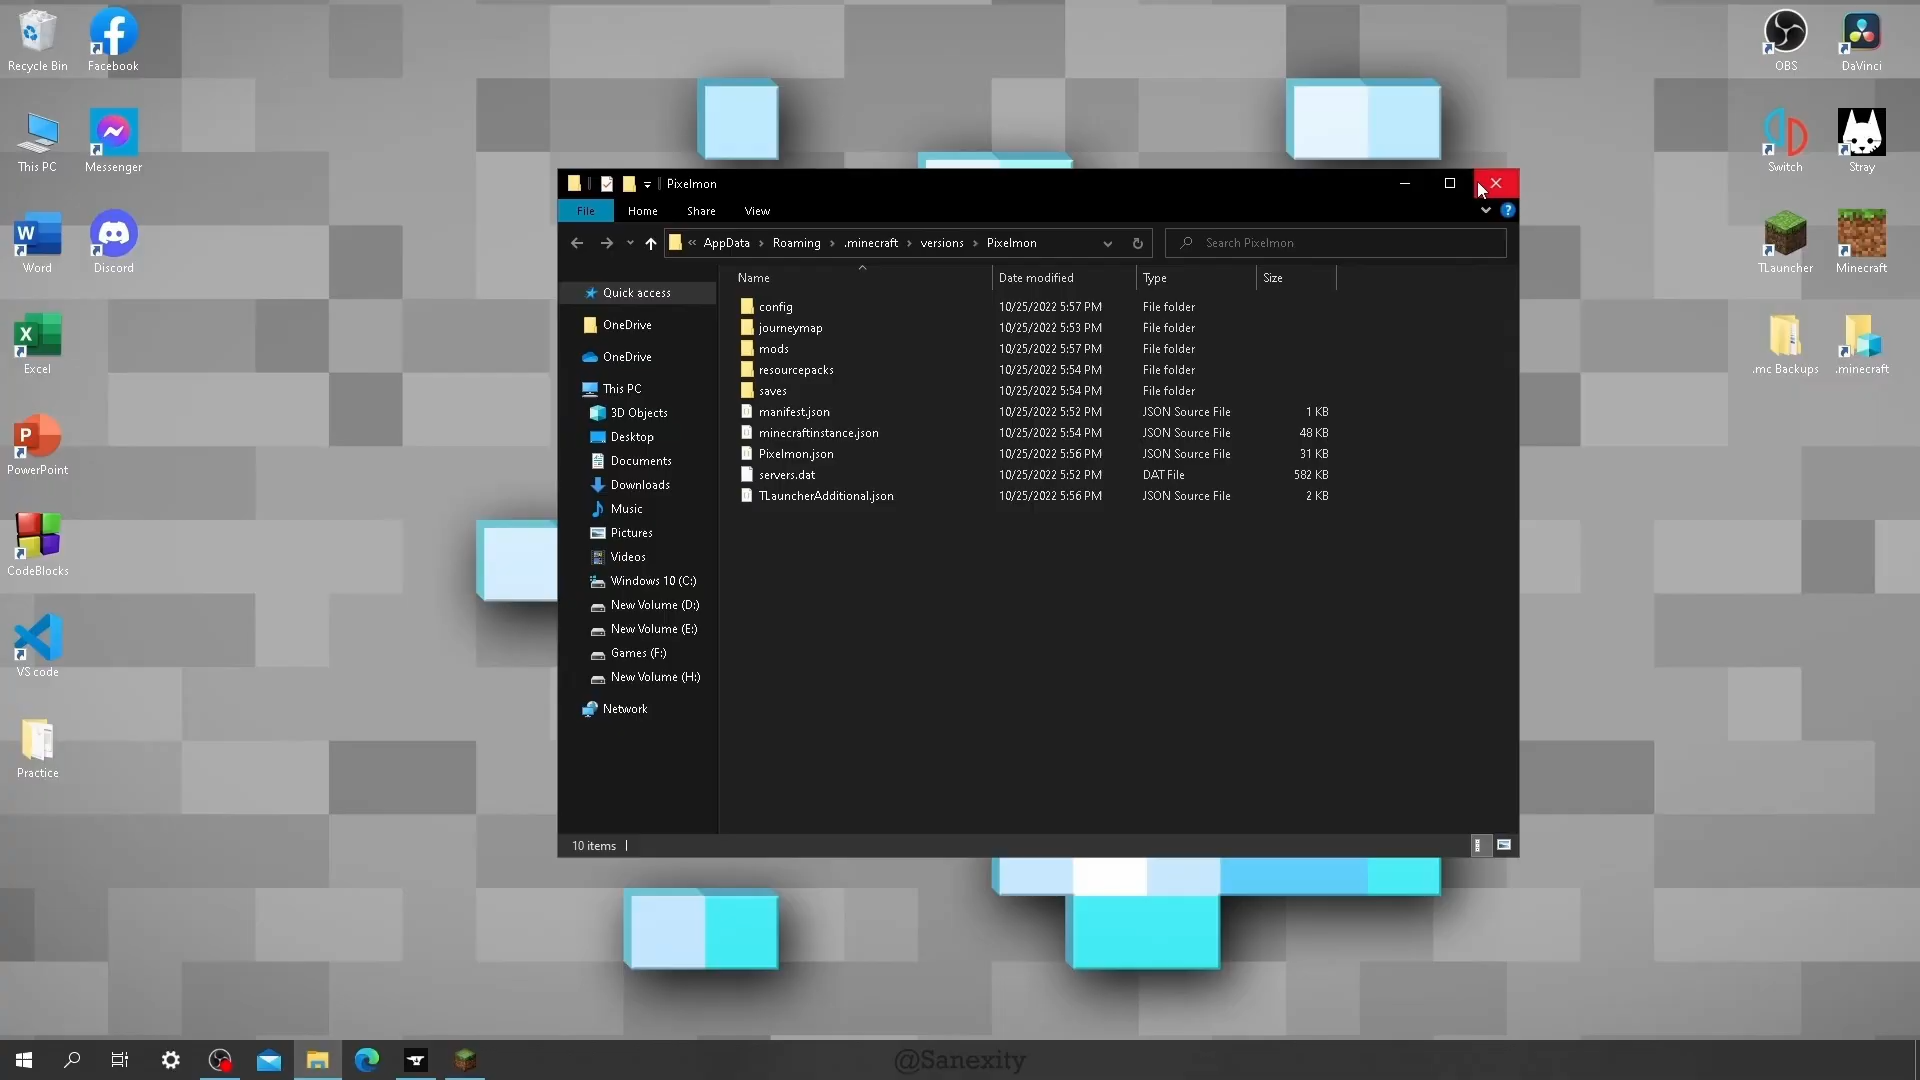 Recycle Bin
Facebook
This PC
Messenger
W
Word
Discord
X
Excel
P
PowerPoint
CodeBlocks
VS code
Practice
OBS
DaVinci
Switch
Stray
TLauncher
Minecraft
.mc Backups
.minecraft
Pixelmon
File
Home
Share
View
?
« AppData › Roaming › .minecraft › versions › Pixelmon
Search Pixelmon
Name
Date modified
Type
Size
Quick access
OneDrive
OneDrive
This PC
3D Objects
Desktop
Documents
Downloads
Music
Pictures
Videos
Windows 10 (C:)
New Volume (D:)
New Volume (E:)
Games (F:)
New Volume (H:)
Network
config 10/25/2022 5:57 PM File folder
journeymap 10/25/2022 5:53 PM File folder
mods 10/25/2022 5:57 PM File folder
resourcepacks 10/25/2022 5:54 PM File folder
saves 10/25/2022 5:54 PM File folder
manifest.json 10/25/2022 5:52 PM JSON Source File 1 KB
minecraftinstance.json 10/25/2022 5:54 PM JSON Source File 48 KB
Pixelmon.json 10/25/2022 5:56 PM JSON Source File 31 KB
servers.dat 10/25/2022 5:52 PM DAT File 582 KB
TLauncherAdditional.json 10/25/2022 5:56 PM JSON Source File 2 KB
10 items
@Sanexity